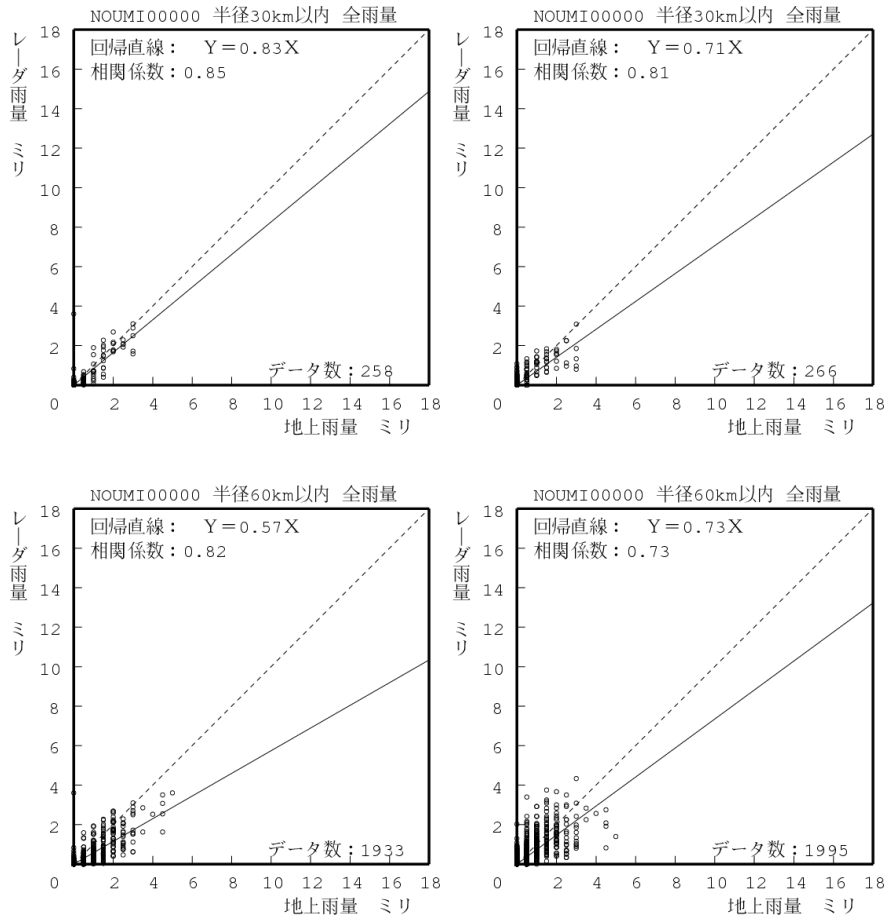 NOUMI00000 半径30km以内 全雨量
レーダ雨量 ミリ
回帰直線： Y＝0.83X
相関係数：0.85
18
16
14
12
10
8
6
4
2
0
データ数：258
2 4 6 8 10 12 14 16 18
地上雨量 ミリ
NOUMI00000 半径30km以内 全雨量
レーダ雨量 ミリ
回帰直線： Y＝0.71X
相関係数：0.81
18
16
14
12
10
8
6
4
2
0
データ数：266
2 4 6 8 10 12 14 16 18
地上雨量 ミリ
NOUMI00000 半径60km以内 全雨量
レーダ雨量 ミリ
回帰直線： Y＝0.57X
相関係数：0.82
18
16
14
12
10
8
6
4
2
0
データ数：1933
2 4 6 8 10 12 14 16 18
地上雨量 ミリ
NOUMI00000 半径60km以内 全雨量
レーダ雨量 ミリ
回帰直線： Y＝0.73X
相関係数：0.73
18
16
14
12
10
8
6
4
2
0
データ数：1995
2 4 6 8 10 12 14 16 18
地上雨量 ミリ